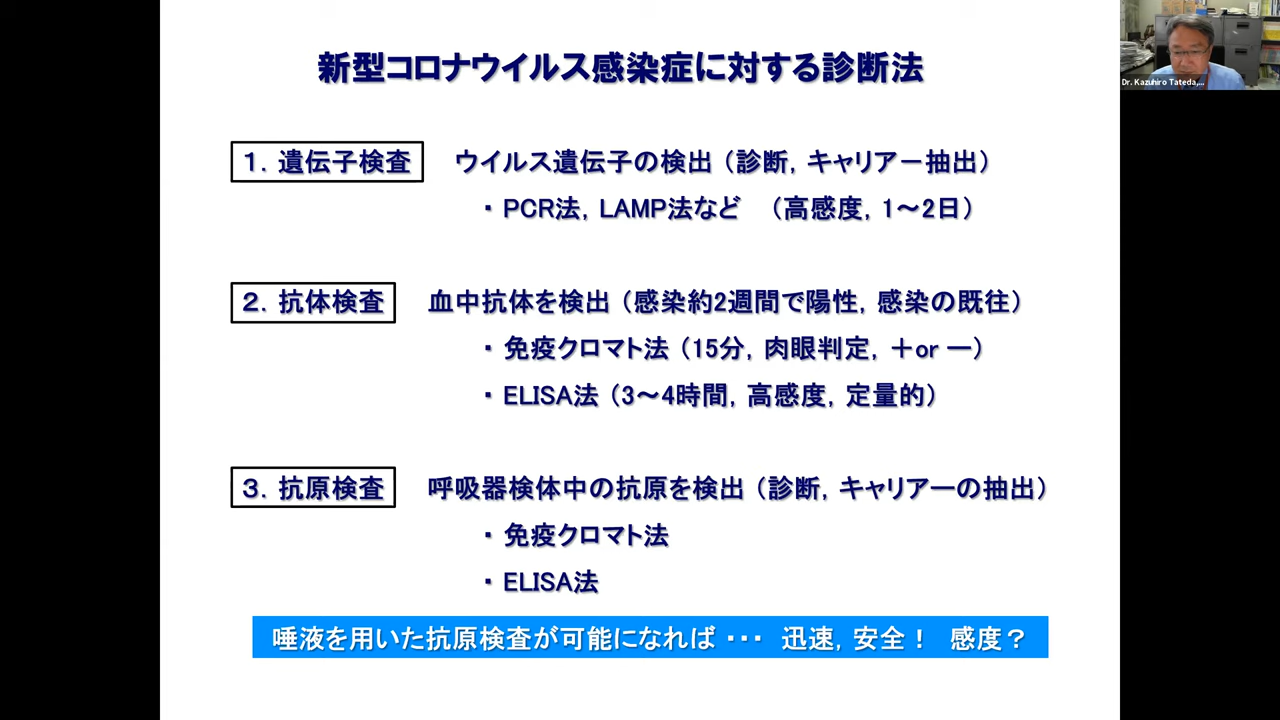 新型コロナウイルス感染症に対する診断法
Dr. Kazuhiro Tateda,...
１．遺伝子検査　ウイルス遺伝子の検出（診断，キャリアー抽出）
・PCR法，LAMP法など　（高感度，1～2日）
２．抗体検査　血中抗体を検出（感染約2週間で陽性，感染の既往）
・免疫クロマト法（15分，肉眼判定，＋or ー）
・ELISA法（3～4時間，高感度，定量的）
３．抗原検査　呼吸器検体中の抗原を検出（診断，キャリアーの抽出）
・免疫クロマト法
・ELISA法
唾液を用いた抗原検査が可能になれば・・・　迅速，安全！　感度？